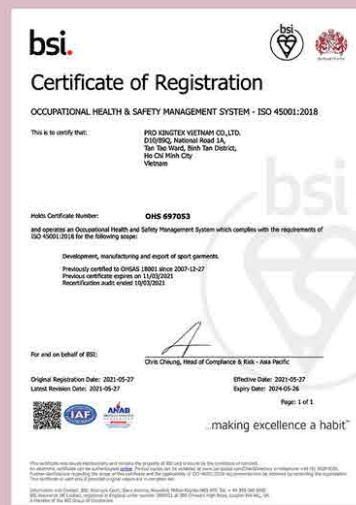 bsi.
bsi
Certificate of Registration
OCCUPATIONAL HEALTH & SAFETY MANAGEMENT SYSTEM - ISO 45001:2018
This is to certify that:
PRO KINGTEX VIETNAM CO.,LTD.
D10/89Q, National Road 1A,
Tan Tao Ward, Binh Tan District,
Ho Chi Minh City
Vietnam
bsi
Holds Certificate Number:
OHS 697053
and operates an Occupational Health and Safety Management System which complies with the requirements of
ISO 45001:2018 for the following scope:
Development, manufacturing and export of sport garments.
Previously certified to OHSAS 18001 since 2007-12-27
Previous certificate expires on 11/03/2021
Recertification audit ended 10/03/2021
For and on behalf of BSI:
Chris Cheung, Head of Compliance & Risk - Asia Pacific
Original Registration Date: 2021-05-27
Effective Date: 2021-05-27
Latest Revision Date: 2021-05-27
Expiry Date: 2024-05-26
Page: 1 of 1
IAF
ANAB
...making excellence a habit™